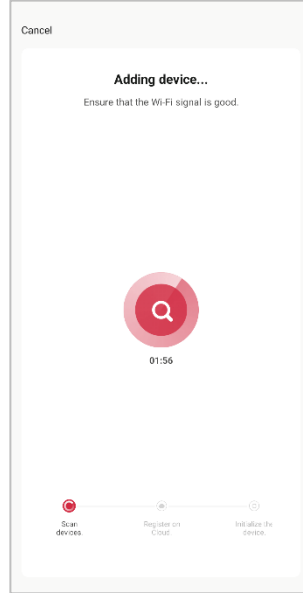 Cancel
Adding device...
Ensure that the Wi-Fi signal is good.
01:56
Scan
devices.
Register on
Cloud.
Initialize the
device.